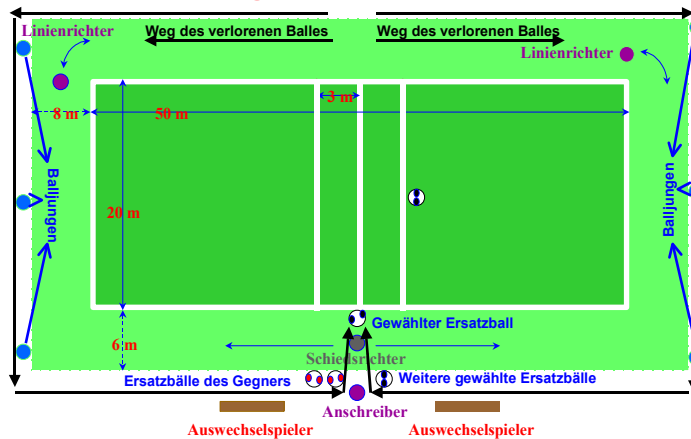 Linienrichter
Weg des verlorenen Balles
Weg des verlorenen Balles
Linienrichter
3 m
8 m
50 m
Balljungen
Balljungen
20 m
Gewählter Ersatzball
6 m
Schiedsrichter
Ersatzbälle des Gegners
Weitere gewählte Ersatzbälle
Anschreiber
Auswechselspieler
Auswechselspieler